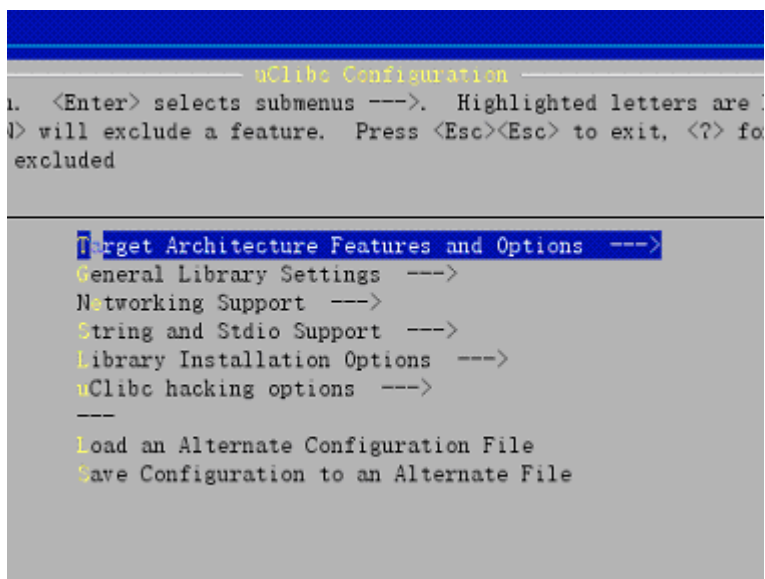 uClibc Configuration
. <Enter> selects submenus --->. Highlighted letters are
> will exclude a feature. Press <Esc><Esc> to exit, <?> fo
excluded
Target Architecture Features and Options --->
General Library Settings --->
Networking Support --->
String and Stdio Support --->
Library Installation Options --->
uClibc hacking options --->
---
Load an Alternate Configuration File
Save Configuration to an Alternate File